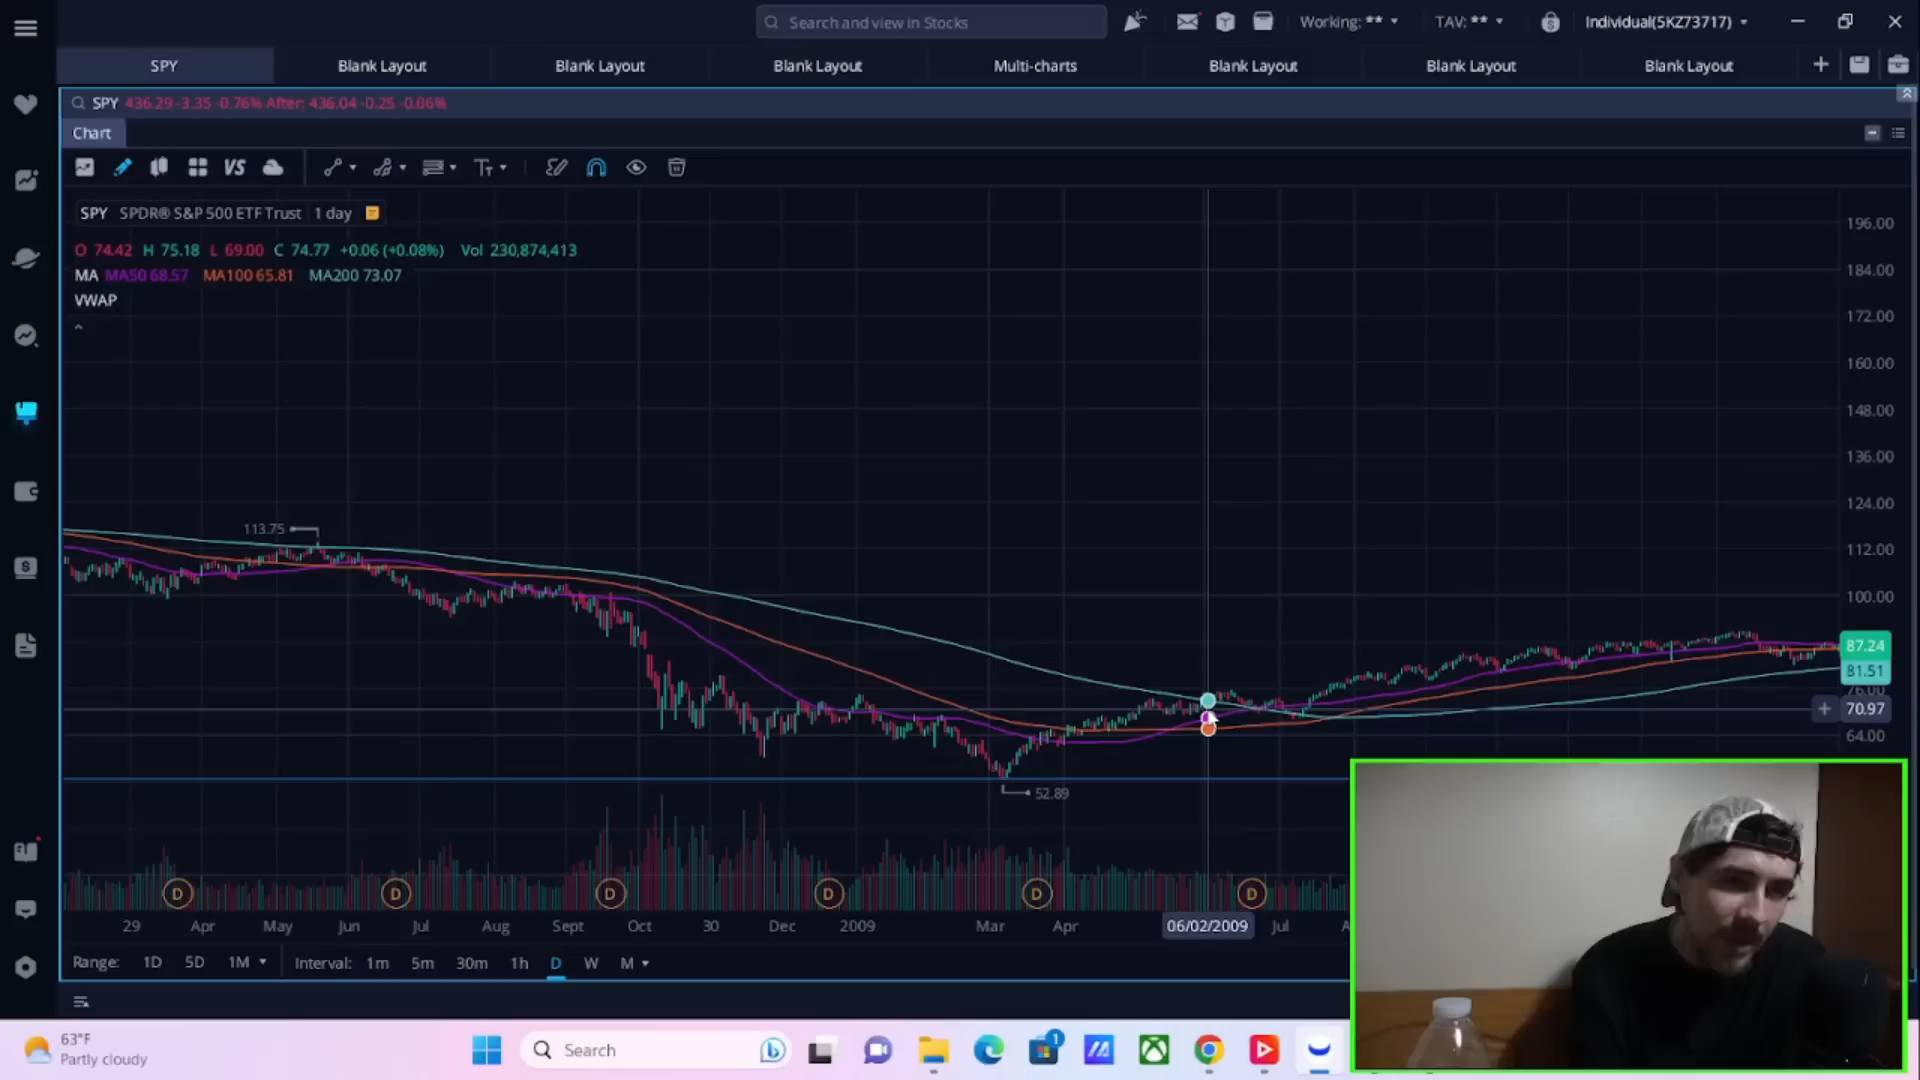 Search and view in Stocks
Working: **
TAV: **
Individual(5KZ73717)
SPY
Blank Layout
Blank Layout
Blank Layout
Multi-charts
Blank Layout
Blank Layout
Blank Layout
SPY 436.29 -3.35 -0.76% After: 436.04 -0.25 -0.06%
Chart
VS
SPY SPDR® S&P 500 ETF Trust 1 day
O 74.42 H 75.18 L 69.00 C 74.77 +0.06 (+0.08%) Vol 230,874,413
MA MA50 68.57 MA100 65.81 MA200 73.07
VWAP
196.00
184.00
172.00
160.00
148.00
136.00
124.00
113.75
112.00
100.00
87.24
81.51
76.00
70.97
64.00
52.89
D D D D D D
29 Apr May Jun Jul Aug Sept Oct 30 Dec 2009 Mar Apr 06/02/2009 Jul
Range: 1D 5D 1M Interval: 1m 5m 30m 1h D W M
63°F
Partly cloudy
Search
1